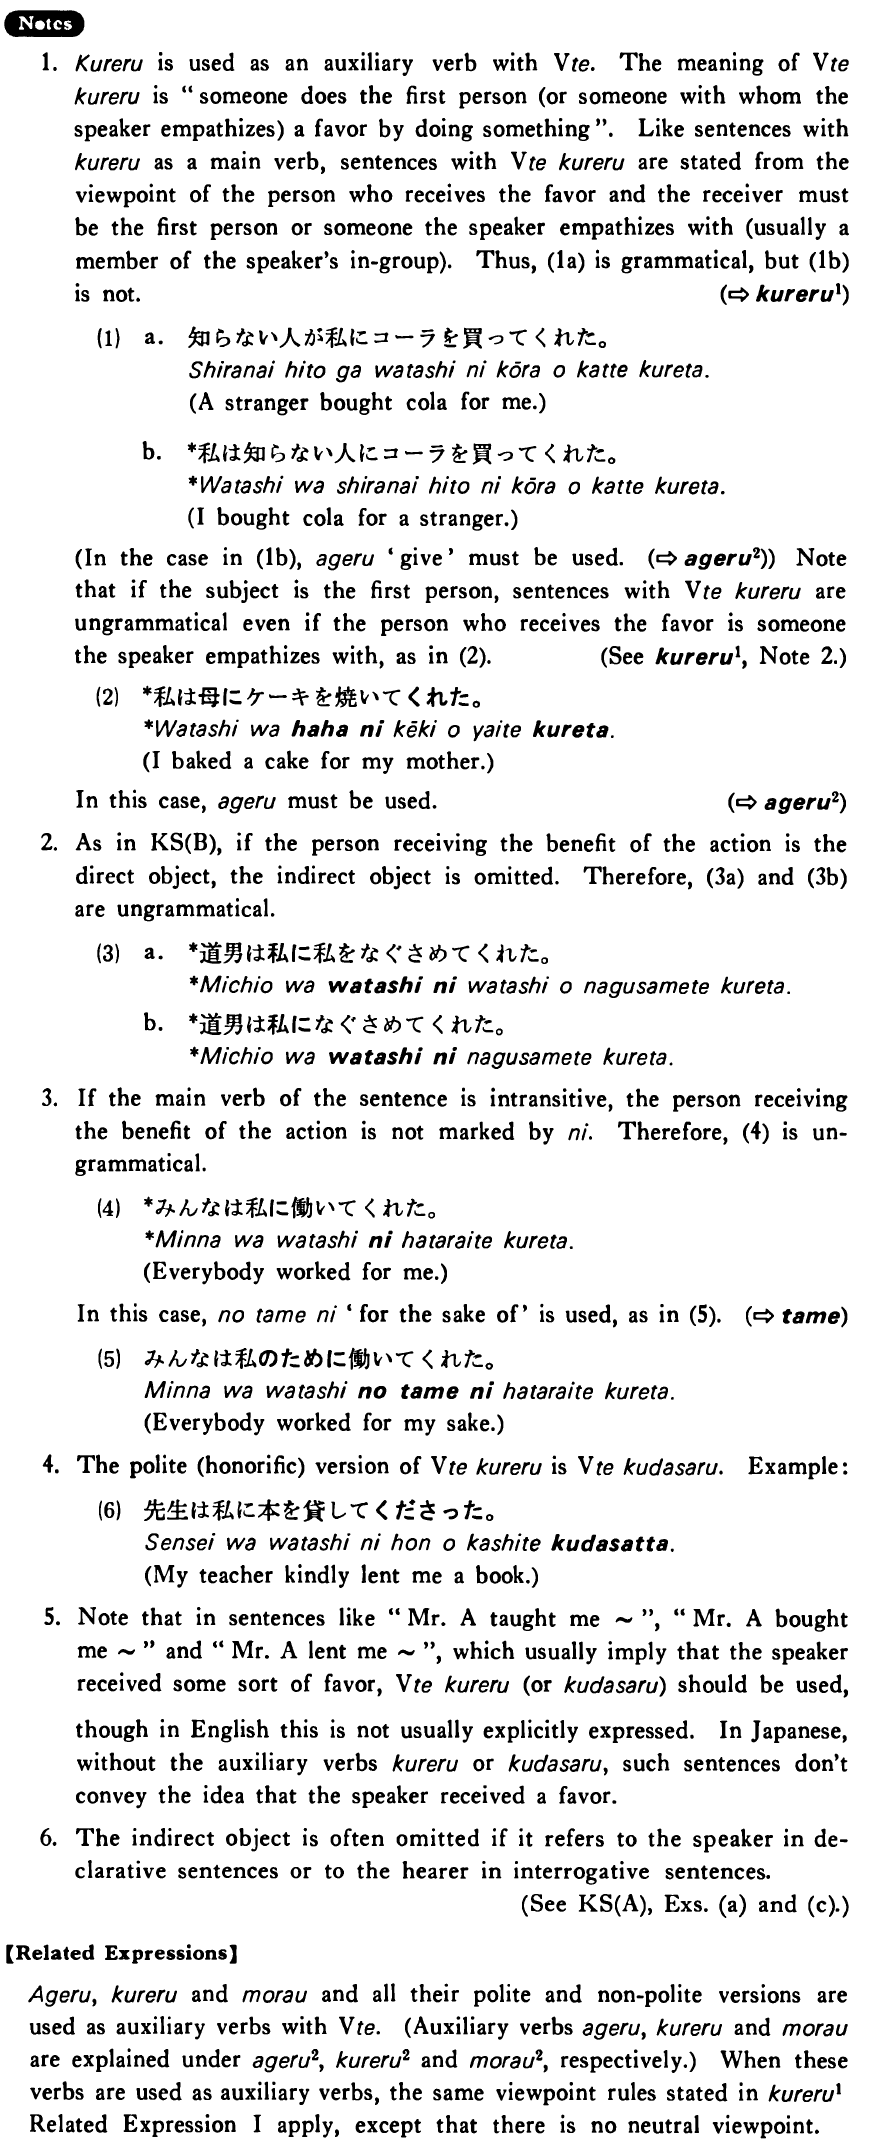 Notes
1. Kureru is used as an auxiliary verb with Vte. The meaning of Vte
kureru is “someone does the first person (or someone with whom the
speaker empathizes) a favor by doing something”. Like sentences with
kureru as a main verb, sentences with Vte kureru are stated from the
viewpoint of the person who receives the favor and the receiver must
be the first person or someone the speaker empathizes with (usually a
member of the speaker's in-group). Thus, (1a) is grammatical, but (1b)
is not. (⇨ kureru¹)
(1) a. 知らない人が私にコーラを買ってくれた。
Shiranai hito ga watashi ni kōra o katte kureta.
(A stranger bought cola for me.)
b. *私は知らない人にコーラを買ってくれた。
*Watashi wa shiranai hito ni kōra o katte kureta.
(I bought cola for a stranger.)
(In the case in (1b), ageru ‘give’ must be used. (⇨ ageru²)) Note
that if the subject is the first person, sentences with Vte kureru are
ungrammatical even if the person who receives the favor is someone
the speaker empathizes with, as in (2). (See kureru¹, Note 2.)
(2) *私は母にケーキを焼いてくれた。
*Watashi wa haha ni kēki o yaite kureta.
(I baked a cake for my mother.)
In this case, ageru must be used. (⇨ ageru²)
2. As in KS(B), if the person receiving the benefit of the action is the
direct object, the indirect object is omitted. Therefore, (3a) and (3b)
are ungrammatical.
(3) a. *道男は私に私をなぐさめてくれた。
*Michio wa watashi ni watashi o nagusamete kureta.
b. *道男は私になぐさめてくれた。
*Michio wa watashi ni nagusamete kureta.
3. If the main verb of the sentence is intransitive, the person receiving
the benefit of the action is not marked by ni. Therefore, (4) is un-
grammatical.
(4) *みんなは私に働いてくれた。
*Minna wa watashi ni hataraite kureta.
(Everybody worked for me.)
In this case, no tame ni ‘for the sake of’ is used, as in (5). (⇨ tame)
(5) みんなは私のために働いてくれた。
Minna wa watashi no tame ni hataraite kureta.
(Everybody worked for my sake.)
4. The polite (honorific) version of Vte kureru is Vte kudasaru. Example:
(6) 先生は私に本を貸してくださった。
Sensei wa watashi ni hon o kashite kudasatta.
(My teacher kindly lent me a book.)
5. Note that in sentences like “Mr. A taught me ~”, “Mr. A bought
me ~” and “Mr. A lent me ~”, which usually imply that the speaker
received some sort of favor, Vte kureru (or kudasaru) should be used,
though in English this is not usually explicitly expressed. In Japanese,
without the auxiliary verbs kureru or kudasaru, such sentences don't
convey the idea that the speaker received a favor.
6. The indirect object is often omitted if it refers to the speaker in de-
clarative sentences or to the hearer in interrogative sentences.
(See KS(A), Exs. (a) and (c).)
【Related Expressions】
Ageru, kureru and morau and all their polite and non-polite versions are
used as auxiliary verbs with Vte. (Auxiliary verbs ageru, kureru and morau
are explained under ageru², kureru² and morau², respectively.) When these
verbs are used as auxiliary verbs, the same viewpoint rules stated in kureru¹
Related Expression I apply, except that there is no neutral viewpoint.